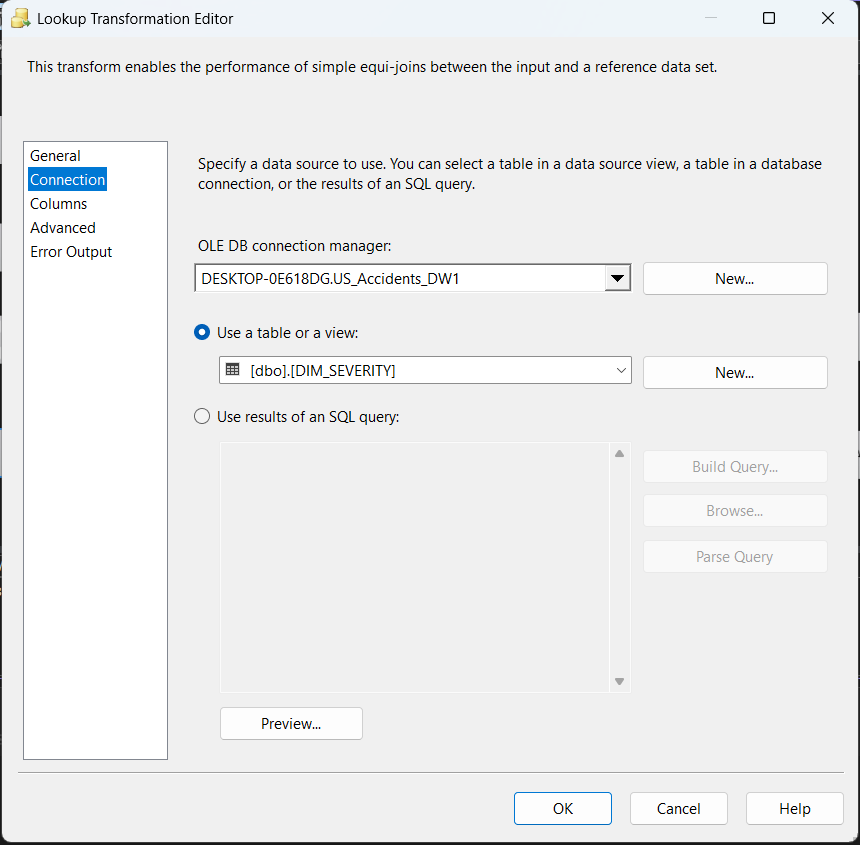 Lookup Transformation Editor
This transform enables the performance of simple equi-joins between the input and a reference data set.
General
Connection
Columns
Advanced
Error Output
Specify a data source to use. You can select a table in a data source view, a table in a database
connection, or the results of an SQL query.
OLE DB connection manager:
DESKTOP-0E618DG.US_Accidents_DW1
New...
Use a table or a view:
[dbo].[DIM_SEVERITY]
New...
Use results of an SQL query:
Build Query...
Browse...
Parse Query
Preview...
OK
Cancel
Help